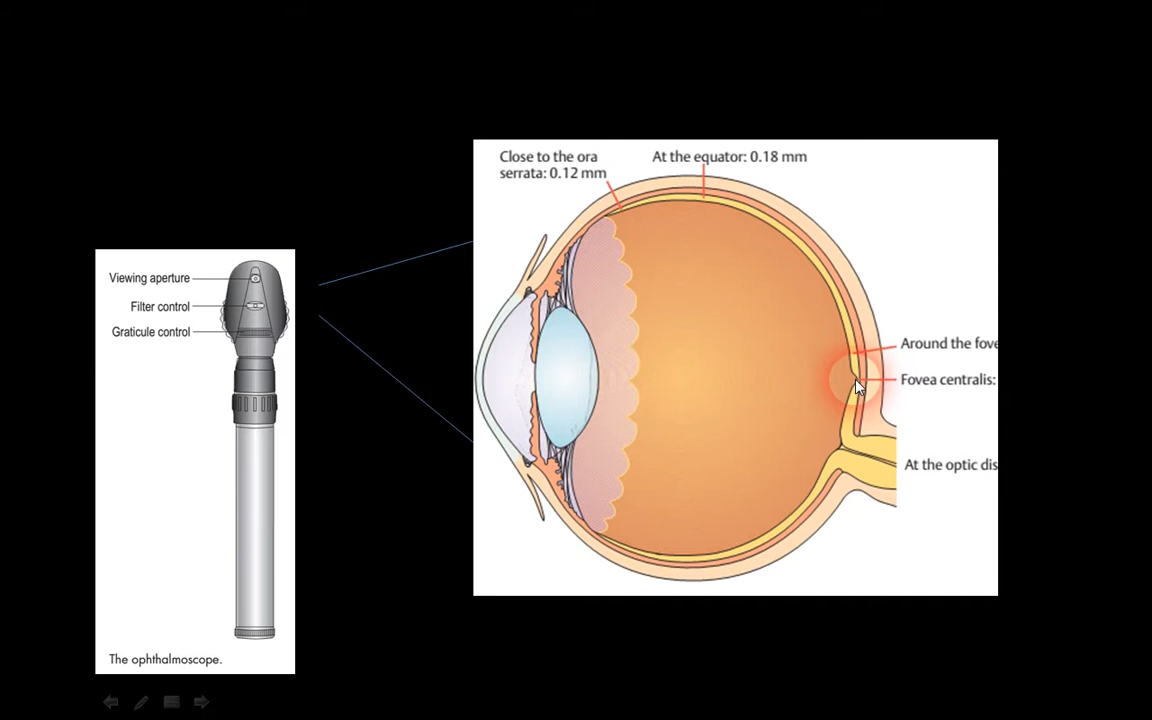 Close to the ora
serrata: 0.12 mm
At the equator: 0.18 mm
Viewing aperture
Filter control
Graticule control
Around the fove
Fovea centralis:
At the optic dis
The ophthalmoscope.